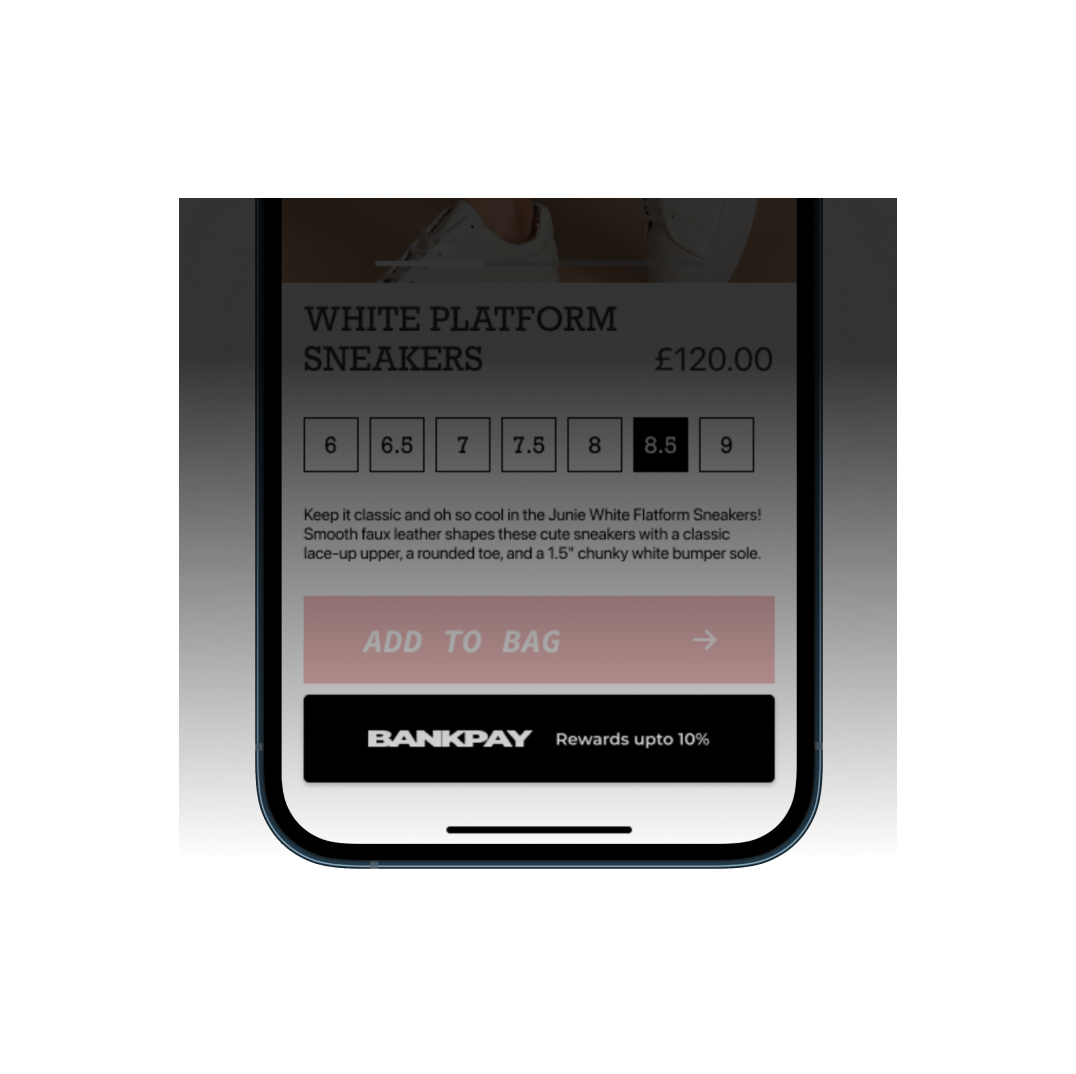 WHITE PLATFORM
SNEAKERS £120.00
6 6.5 7 7.5 8 8.5 9
Keep it classic and oh so cool in the Junie White Flatform Sneakers!
Smooth faux leather shapes these cute sneakers with a classic
lace-up upper, a rounded toe, and a 1.5" chunky white bumper sole.
ADD TO BAG →
BANKPAY Rewards upto 10%